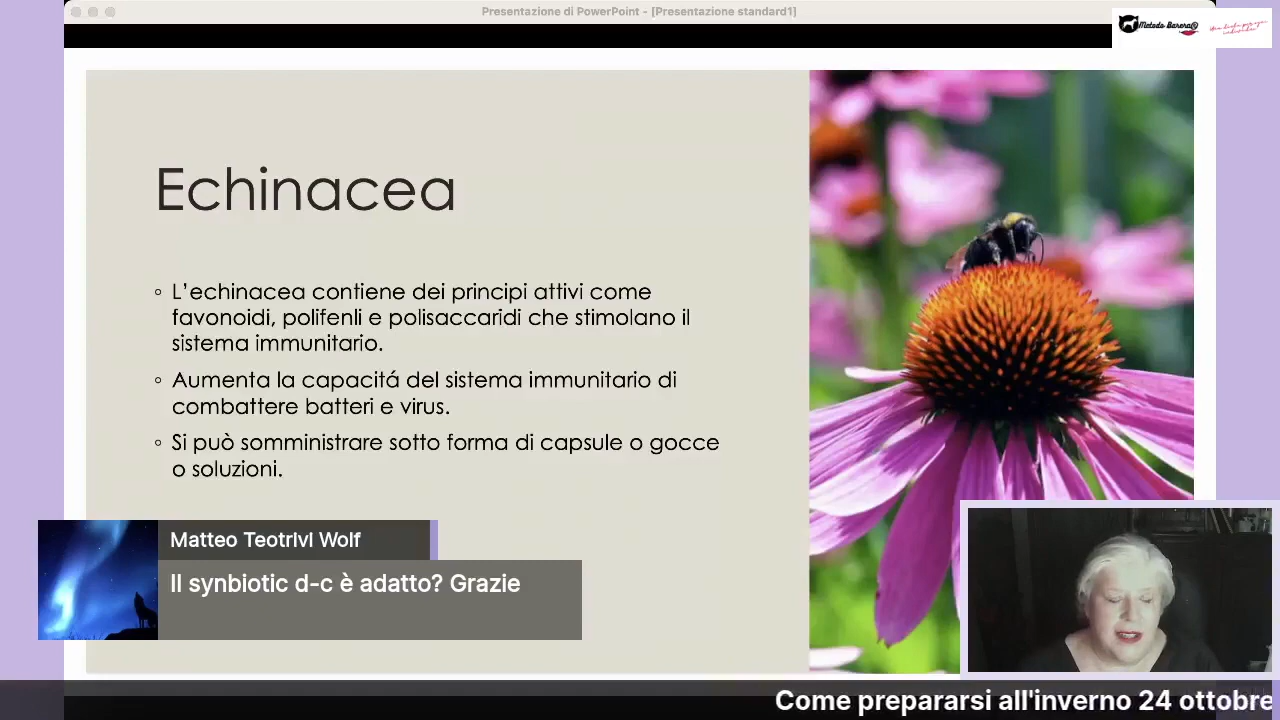 Presentazione di PowerPoint - [Presentazione standard1]
Metodo Barera®
Echinacea
◦ L'echinacea contiene dei principi attivi come
favonoidi, polifenli e polisaccaridi che stimolano il
sistema immunitario.
◦ Aumenta la capacitá del sistema immunitario di
combattere batteri e virus.
◦ Si può somministrare sotto forma di capsule o gocce
o soluzioni.
Matteo Teotrivi Wolf
Il synbiotic d-c è adatto? Grazie
Come prepararsi all'inverno 24 ottobre